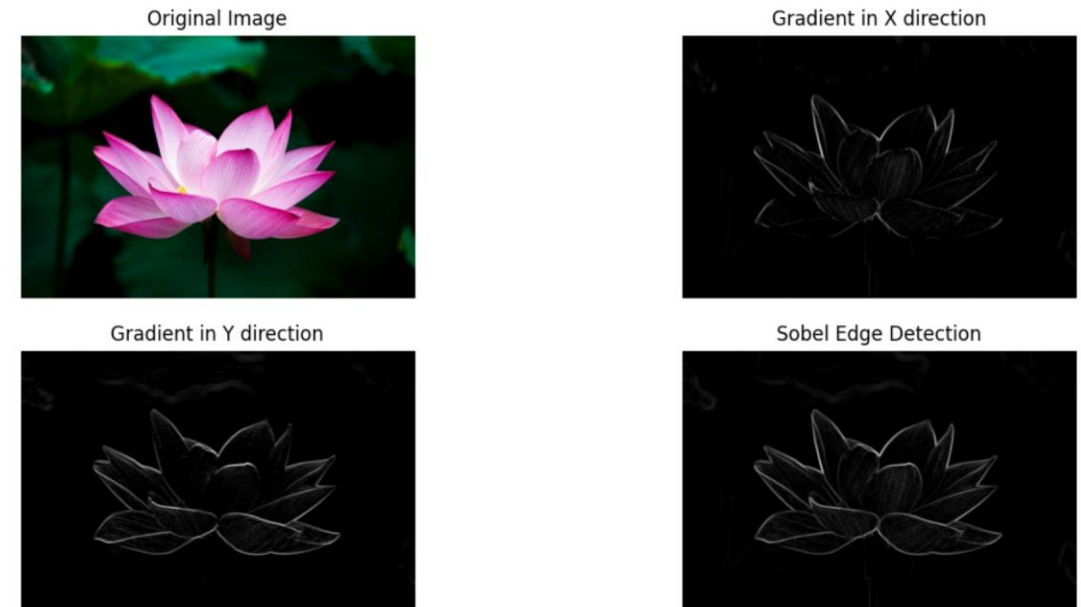 Original Image
Gradient in X direction
Gradient in Y direction
Sobel Edge Detection